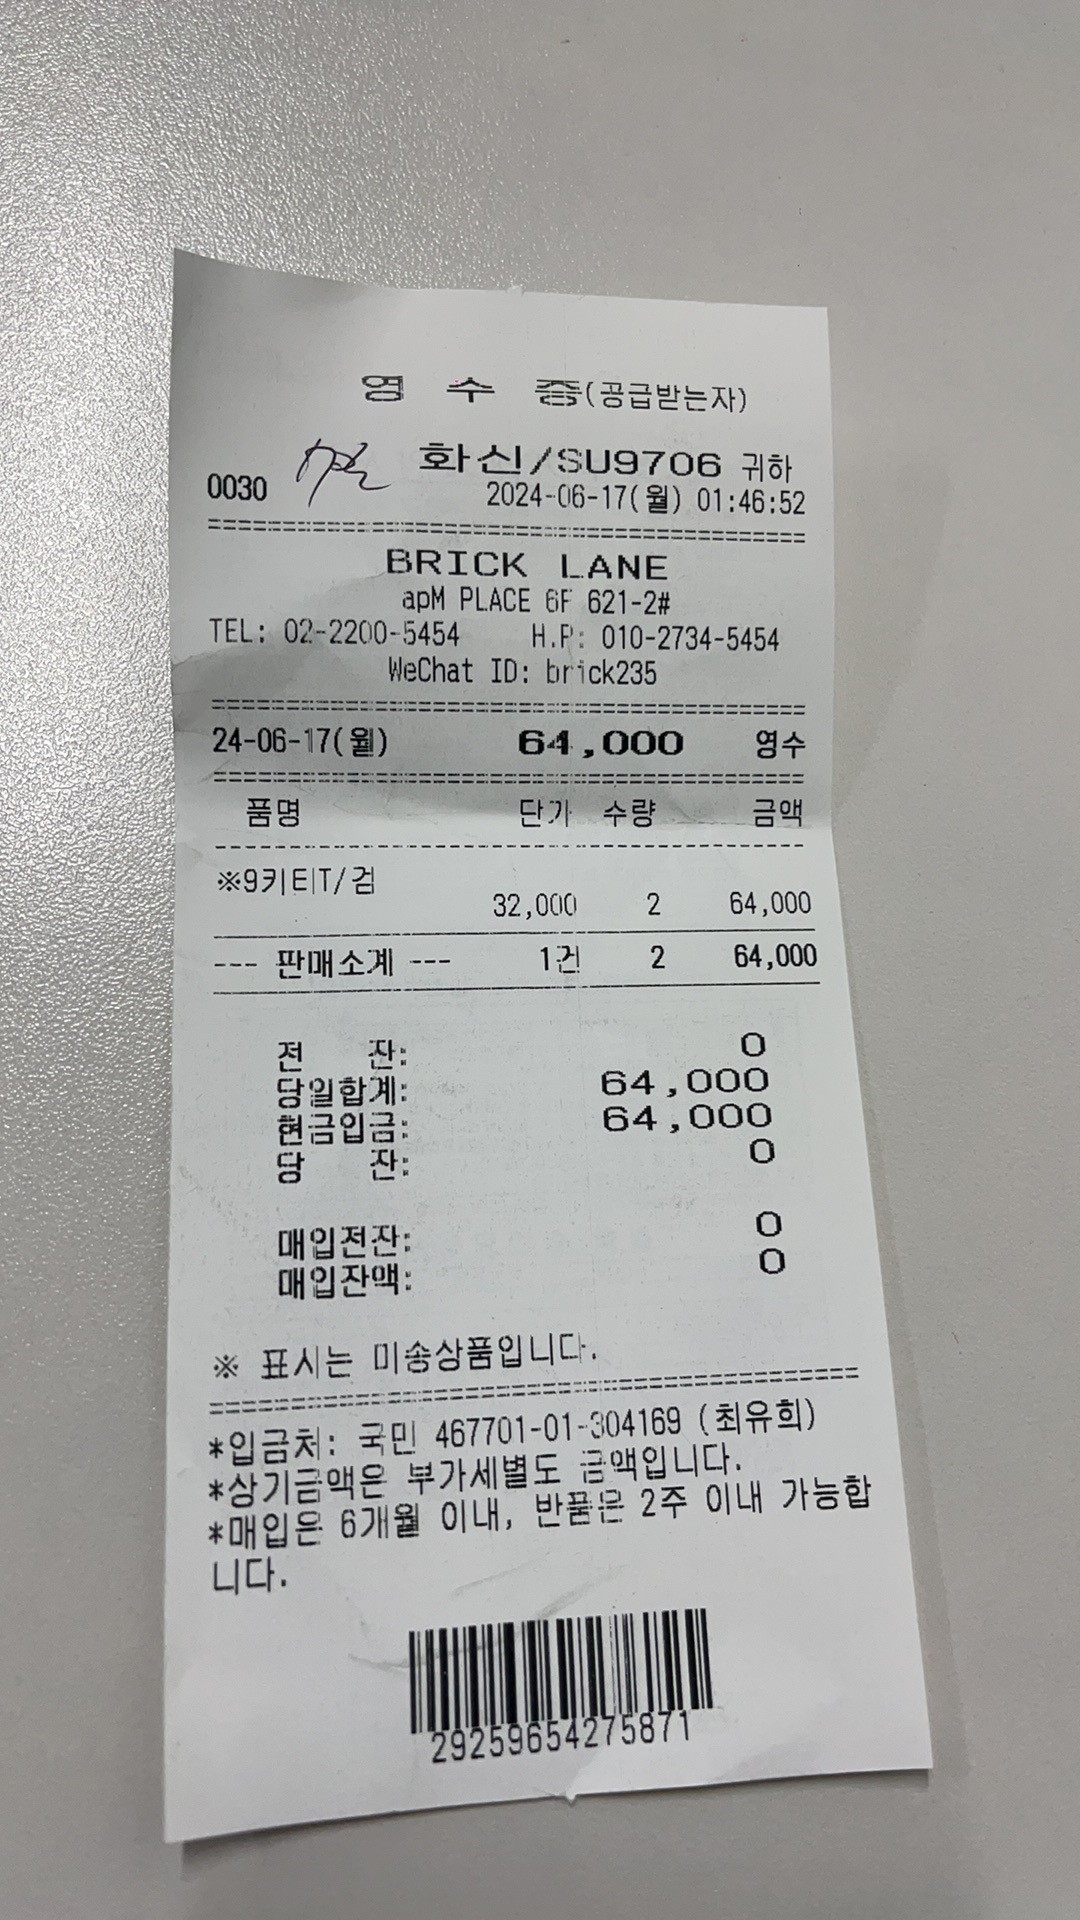 영 수 증(공급받는자)
0030 화신/SU9706 귀하
2024-06-17(월) 01:46:52
BRICK LANE
apM PLACE 6F 621-2#
TEL: 02-2200-5454 H.P: 010-2734-5454
WeChat ID: brick235
24-06-17(월) 64,000 영수
품명 단가 수량 금액
※9키티T/검
32,000 2 64,000
--- 판매소계 --- 1건 2 64,000
전 잔: 0
당일합계: 64,000
현금입금: 64,000
당 잔: 0
매입전잔: 0
매입잔액: 0
※ 표시는 미송상품입니다.
*입금처: 국민 467701-01-304169 (최유희)
*상기금액은 부가세별도 금액입니다.
*매입은 6개월 이내, 반품은 2주 이내 가능합
니다.
29259654275871